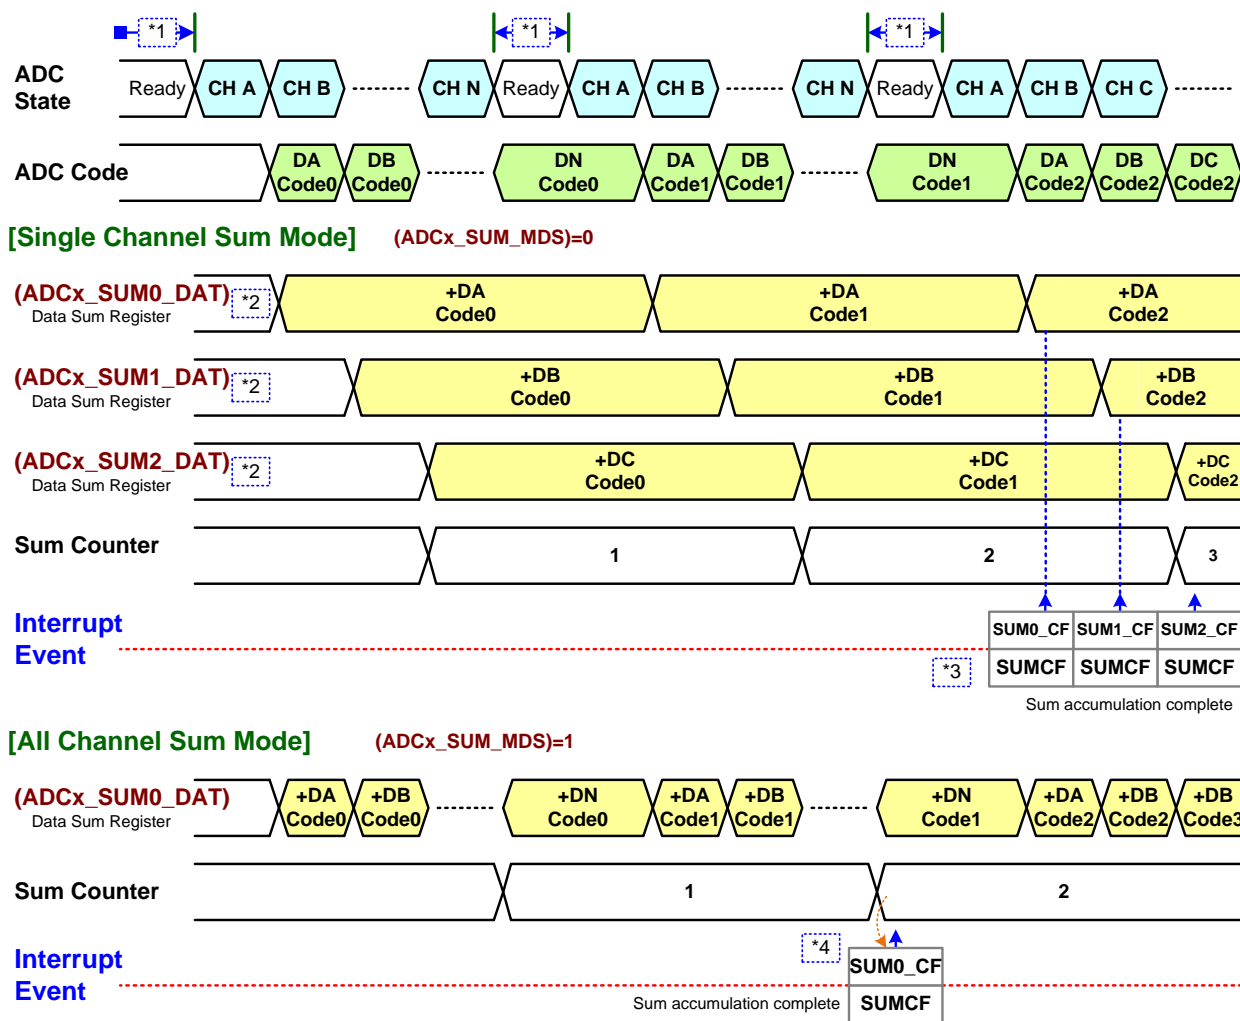 *1 *1 *1
ADC State Ready CH A CH B CH N Ready CH A CH B CH N Ready CH A CH B CH C
ADC Code DA Code0 DB Code0 DN Code0 DA Code1 DB Code1 DN Code1 DA Code2 DB Code2 DC Code2
[Single Channel Sum Mode] (ADCx_SUM_MDS)=0
(ADCx_SUM0_DAT) *2 +DA Code0 +DA Code1 +DA Code2
Data Sum Register
(ADCx_SUM1_DAT) *2 +DB Code0 +DB Code1 +DB Code2
Data Sum Register
(ADCx_SUM2_DAT) *2 +DC Code0 +DC Code1 +DC Code2
Data Sum Register
Sum Counter 1 2 3
Interrupt Event
SUM0_CF SUM1_CF SUM2_CF
*3 SUMCF SUMCF SUMCF
Sum accumulation complete
[All Channel Sum Mode] (ADCx_SUM_MDS)=1
(ADCx_SUM0_DAT) +DA Code0 +DB Code0 +DN Code0 +DA Code1 +DB Code1 +DN Code1 +DA Code2 +DB Code2 +DB Code3
Data Sum Register
Sum Counter 1 2
Interrupt Event
*4 SUM0_CF
Sum accumulation complete SUMCF